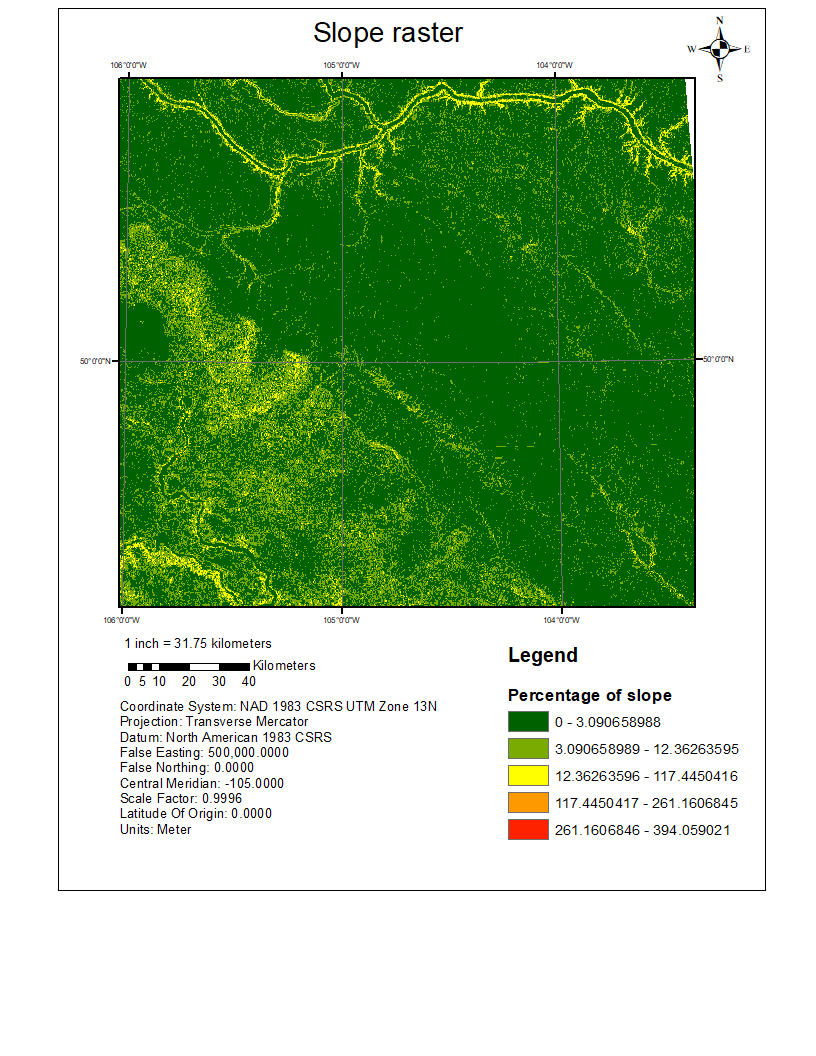 Slope raster
N
W E
S
106°0'0"W 105°0'0"W 104°0'0"W
50°0'0"N 50°0'0"N
106°0'0"W 105°0'0"W 104°0'0"W
1 inch = 31.75 kilometers
Kilometers
0 5 10 20 30 40
Coordinate System: NAD 1983 CSRS UTM Zone 13N
Projection: Transverse Mercator
Datum: North American 1983 CSRS
False Easting: 500,000.0000
False Northing: 0.0000
Central Meridian: -105.0000
Scale Factor: 0.9996
Latitude Of Origin: 0.0000
Units: Meter
Legend
Percentage of slope
0 - 3.090658988
3.090658989 - 12.36263595
12.36263596 - 117.4450416
117.4450417 - 261.1606845
261.1606846 - 394.059021